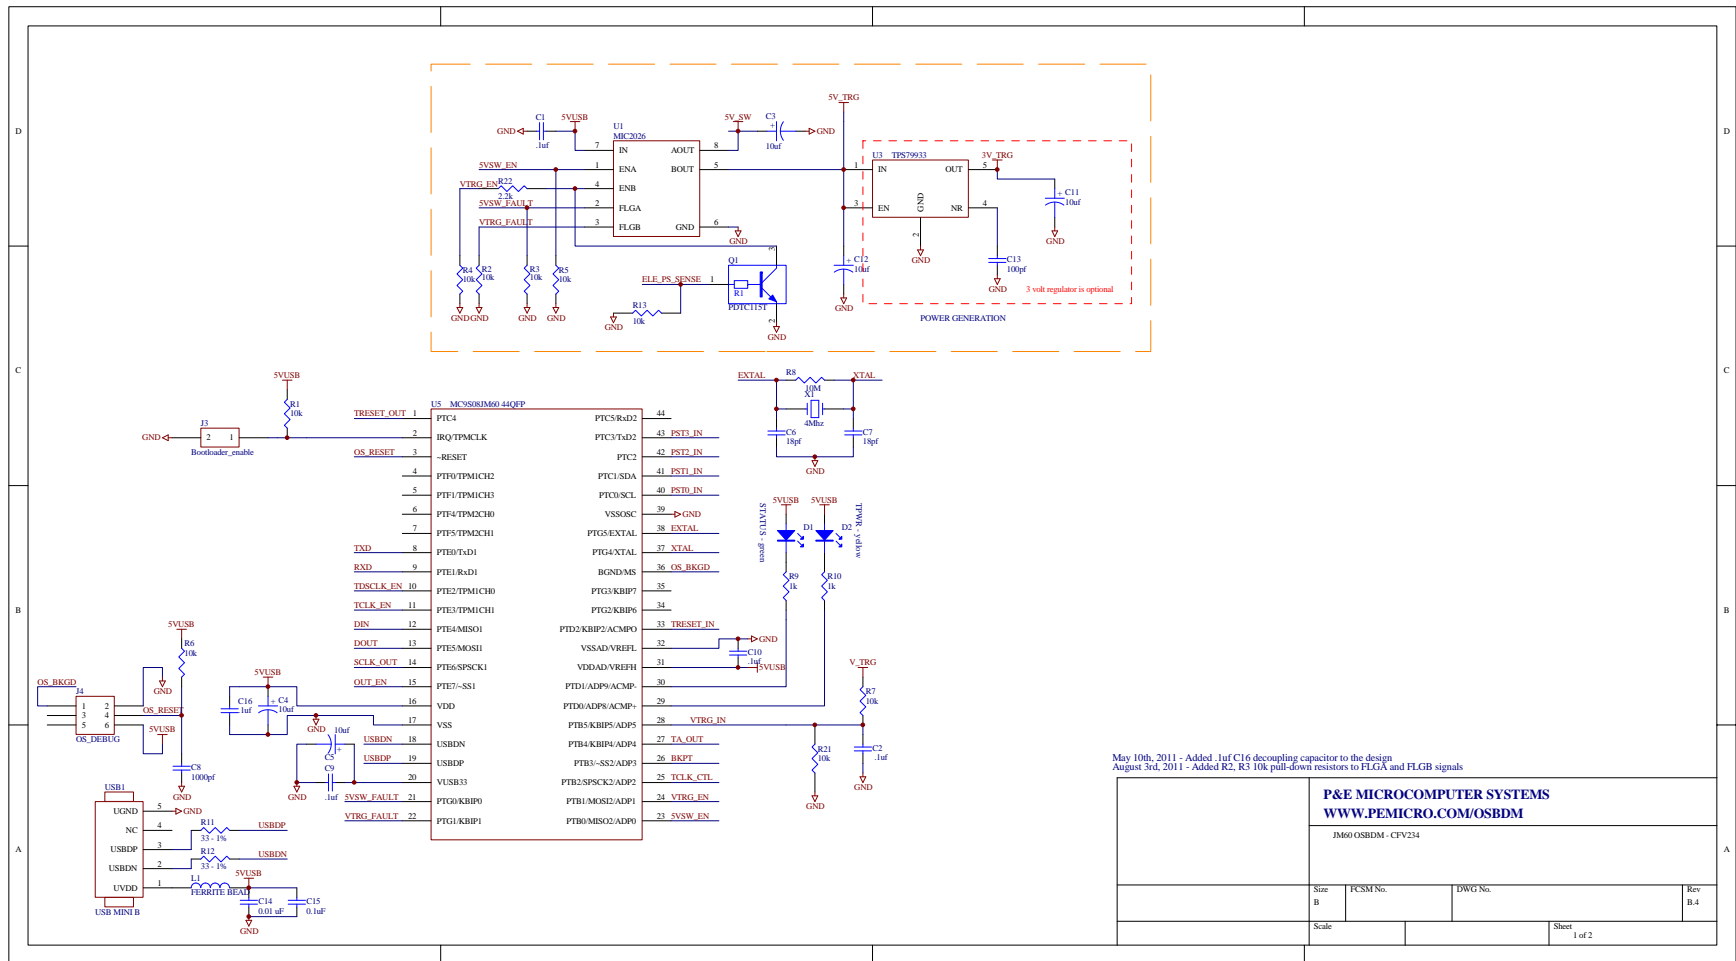 D
D
C
C
B
B
A
A
5V_TRG
C1
5VUSB
GND
.1uf
U1
MIC2026
5V_SW
C3
10uf
GND
7 IN AOUT 8
5VSW_EN 1 ENA BOUT 5
VTRG_EN R22 4 ENB
2.2k
5VSW_FAULT 2 FLGA
VTRG_FAULT 3 FLGB GND 6
GND
U3 TPS79933
3V_TRG
1 IN OUT 5
3 EN GND NR 4
2
GND
C11
10uf
GND
C13
100pf
GND
C12
10uf
GND
3 volt regulator is optional
POWER GENERATION
R4
10k
R2
10k
R3
10k
R5
10k
GND
GND
GND
GND
ELE_PS_SENSE 1
R13
10k
GND
Q1
3
R1
PDTC115T
2
GND
5VUSB
R1
10k
J3
GND 2 1
Bootloader_enable
EXTAL R8 XTAL
10M
X1
4Mhz
C6
18pf
C7
18pf
GND
U5 MC9S08JM60 44QFP
TRESET_OUT 1 PTC4 PTC5/RxD2 44
2 IRQ/TPMCLK PTC3/TxD2 43 PST3_IN
OS_RESET 3 ~RESET PTC2 42 PST2_IN
4 PTF0/TPM1CH2 PTC1/SDA 41 PST1_IN
5 PTF1/TPM1CH3 PTC0/SCL 40 PST0_IN
6 PTF4/TPM2CH0 VSSOSC 39 GND
7 PTF5/TPM2CH1 PTG5/EXTAL 38 EXTAL
TXD 8 PTE0/TxD1 PTG4/XTAL 37 XTAL
RXD 9 PTE1/RxD1 BGND/MS 36 OS_BKGD
TDSCLK_EN 10 PTE2/TPM1CH0 PTG3/KBIP7 35
TCLK_EN 11 PTE3/TPM1CH1 PTG2/KBIP6 34
DIN 12 PTE4/MISO1 PTD2/KBIP2/ACMPO 33 TRESET_IN
DOUT 13 PTE5/MOSI1 VSSAD/VREFL 32
SCLK_OUT 14 PTE6/SPSCK1 VDDAD/VREFH 31
OUT_EN 15 PTE7/~SS1 PTD1/ADP9/ACMP- 30
16 VDD PTD0/ADP8/ACMP+ 29
17 VSS PTB5/KBIP5/ADP5 28 VTRG_IN
USBDN 18 USBDN PTB4/KBIP4/ADP4 27 TA_OUT
USBDP 19 USBDP PTB3/~SS2/ADP3 26 BKPT
20 VUSB33 PTB2/SPSCK2/ADP2 25 TCLK_CTL
5VSW_FAULT 21 PTG0/KBIP0 PTB1/MOSI2/ADP1 24 VTRG_EN
VTRG_FAULT 22 PTG1/KBIP1 PTB0/MISO2/ADP0 23 5VSW_EN
5VUSB
5VUSB
STATUS - green
D1
D2
TPWR - yellow
R9
1k
R10
1k
GND
C10
.1uf
5VUSB
V_TRG
R7
10k
R21
10k
GND
C2
.1uf
GND
5VUSB
R6
10k
GND
OS_BKGD
J4
1 2
3 4
5 6
OS_DEBUG
OS_RESET
5VUSB
C8
1000pf
GND
5VUSB
C16
.1uf
C4
10uf
GND
10uf
C5
C9
.1uf
GND
USB1
UGND 5 GND
NC 4
USBDP 3
USBDN 2
UVDD 1
USB MINI B
R11
33 - 1%
USBDP
R12
33 - 1%
USBDN
L1
FERRITE BEAD
5VUSB
C14
0.01 uF
C15
0.1uF
GND
May 10th, 2011 - Added .1uf C16 decoupling capacitor to the design
August 3rd, 2011 - Added R2, R3 10k pull-down resistors to FLGA and FLGB signals
P&E MICROCOMPUTER SYSTEMS
WWW.PEMICRO.COM/OSBDM
JM60 OSBDM - CFV234
Size FCSM No. DWG No. Rev
B B.4
Scale Sheet
1 of 2